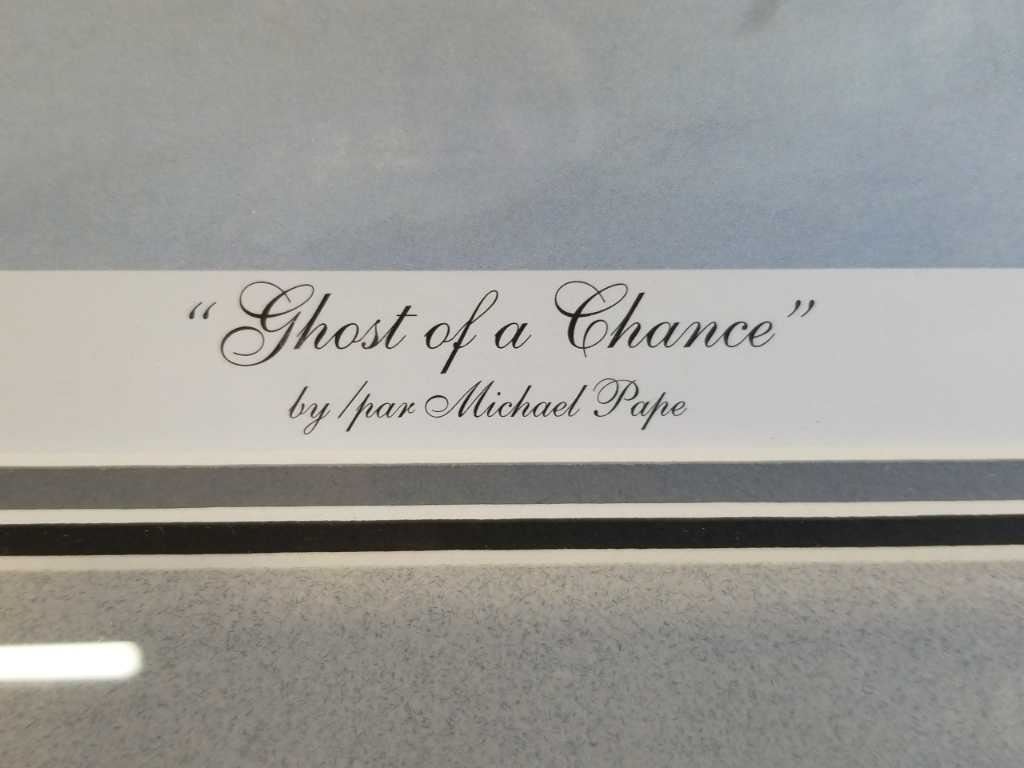 “Ghost of a Chance”
by/par Michael Pape